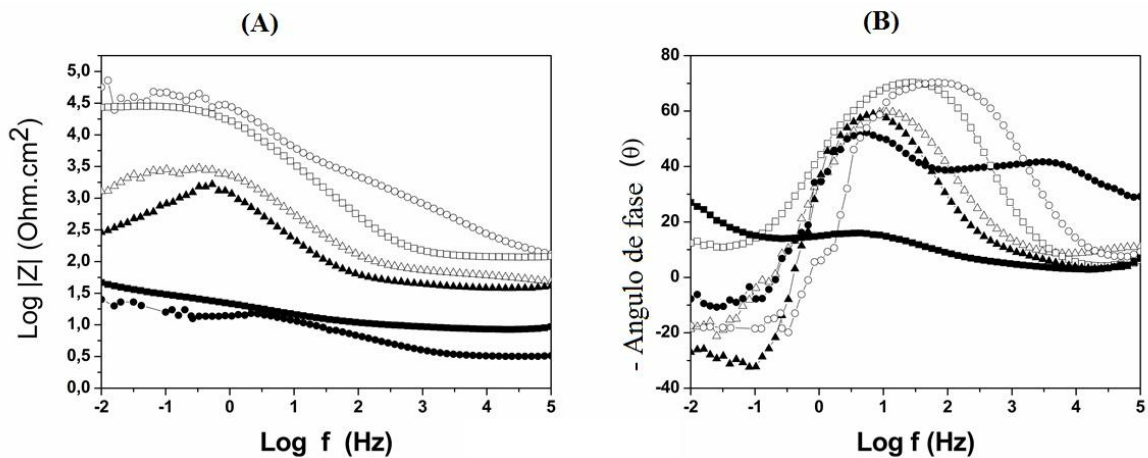 (A)
(B)
Log |Z| (Ohm.cm²)
5,0
4,5
4,0
3,5
3,0
2,5
2,0
1,5
1,0
0,5
0,0
-2 -1 0 1 2 3 4 5
Log f (Hz)
- Angulo de fase (θ)
80
60
40
20
0
-20
-40
-2 -1 0 1 2 3 4 5
Log f (Hz)